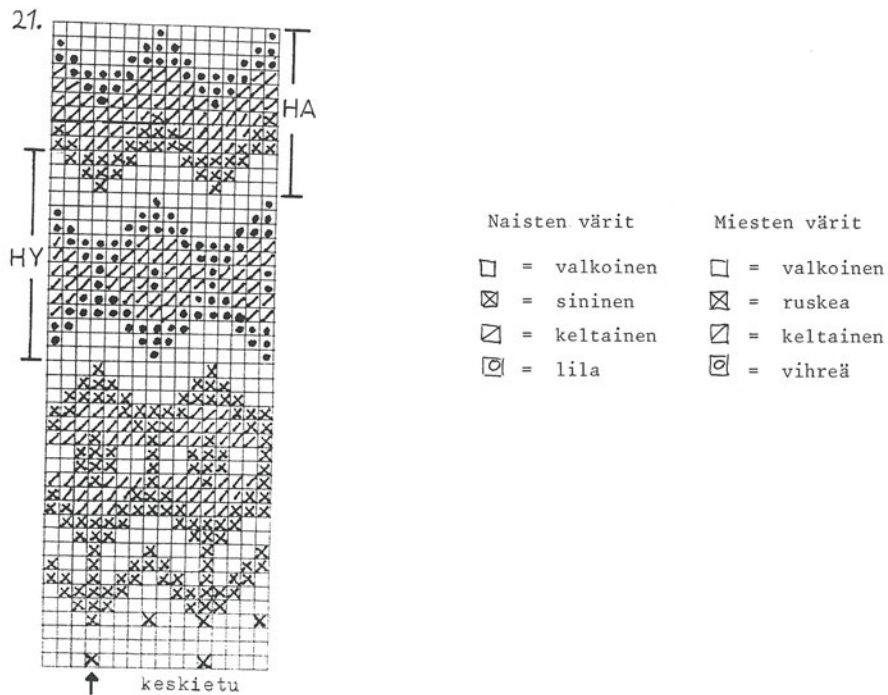 21.
HA
HY
Naisten värit
= valkoinen
= sininen
= keltainen
= lila
Miesten värit
= valkoinen
= ruskea
= keltainen
= vihreä
keskietu